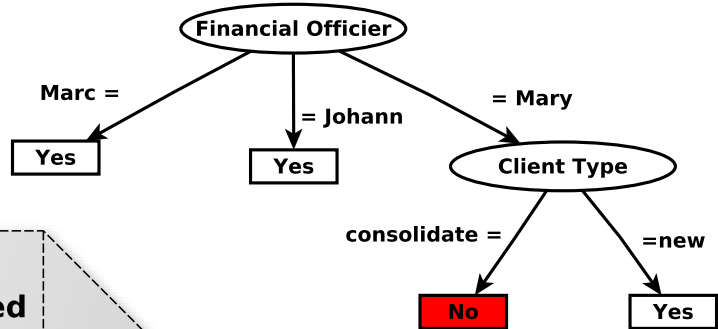 Financial Officier
Marc =
= Johann
= Mary
Yes
Yes
Client Type
consolidate =
=new
ed
No
Yes